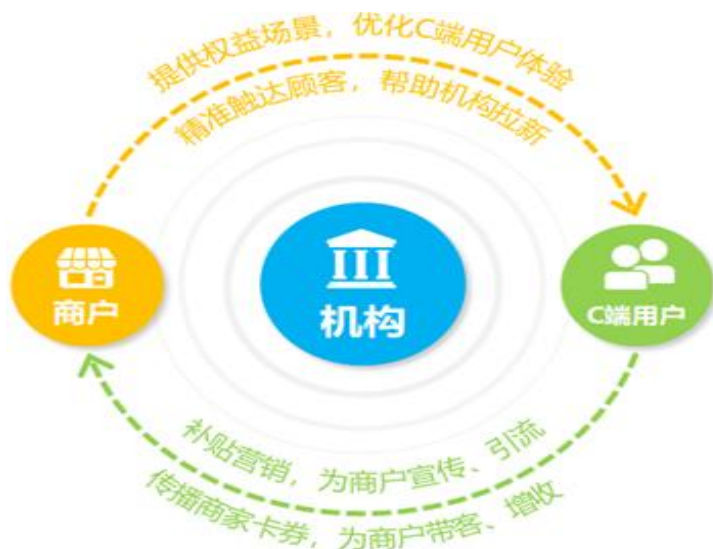 提供权益场景，优化C端用户体验
精准触达顾客，帮助机构拉新
商户
机构
C端用户
补贴营销，为商户宣传、引流
传播商家卡券，为商户带客、增收